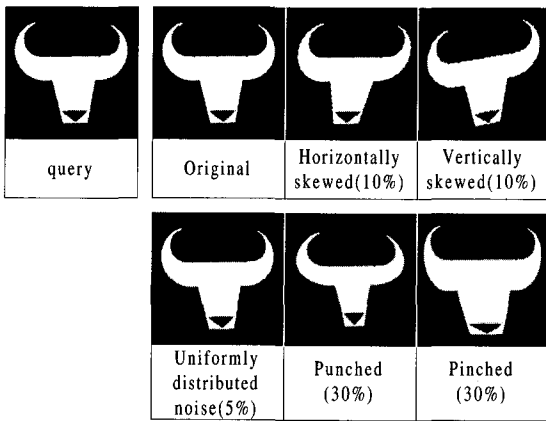 query
Original
Horizontally
skewed(10%)
Vertically
skewed(10%)
Uniformly
distributed
noise(5%)
Punched
(30%)
Pinched
(30%)